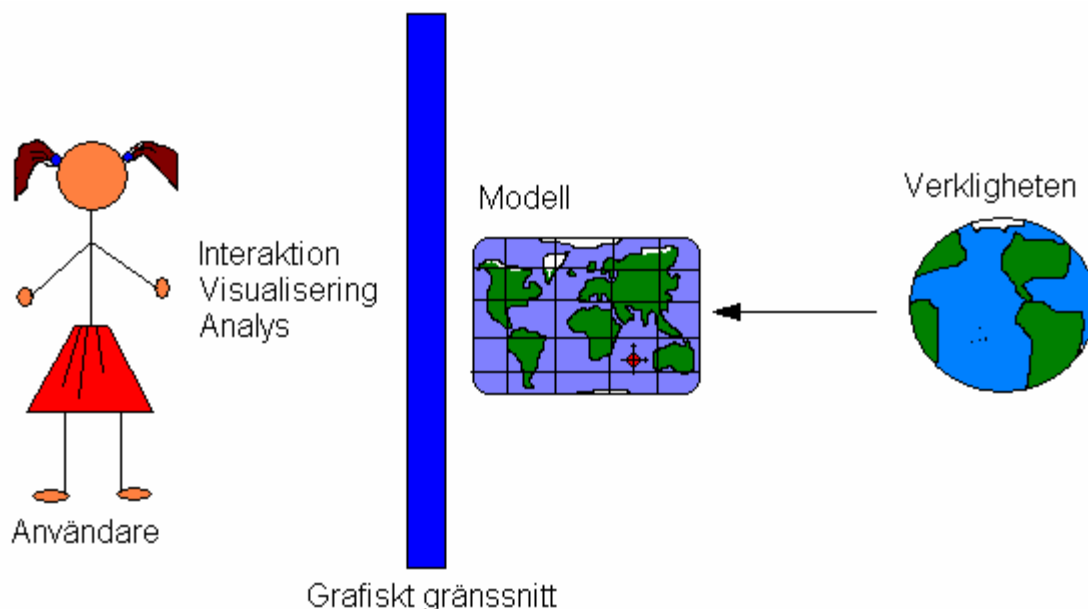 Modell
Verkligheten
Interaktion
Visualisering
Analys
Användare
Grafiskt gränssnitt